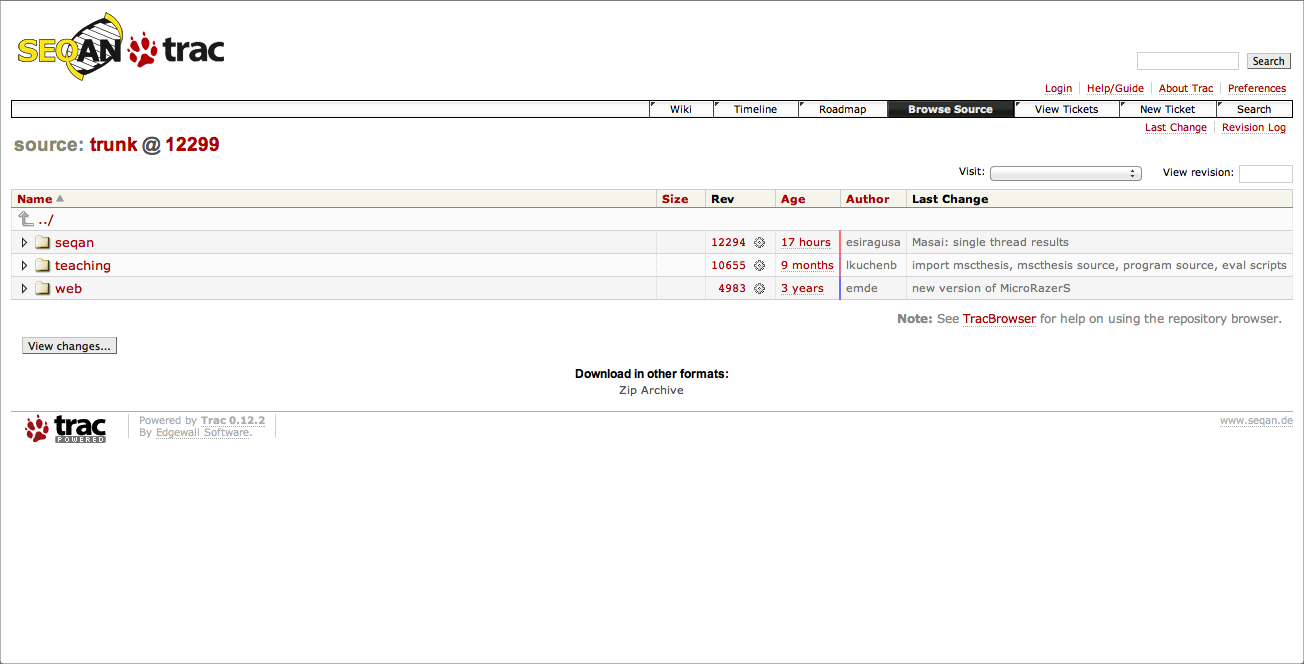 SEQAN trac
Search
Login Help/Guide About Trac Preferences
Wiki Timeline Roadmap Browse Source View Tickets New Ticket Search
Last Change Revision Log
source: trunk @ 12299
Visit: View revision:
Name Size Rev Age Author Last Change
../
seqan 12294 17 hours esiragusa Masai: single thread results
teaching 10655 9 months lkuchenb import mscthesis, mscthesis source, program source, eval scripts
web 4983 3 years emde new version of MicroRazerS
Note: See TracBrowser for help on using the repository browser.
View changes...
Download in other formats:
Zip Archive
trac
POWERED
Powered by Trac 0.12.2
By Edgewall Software.
www.seqan.de